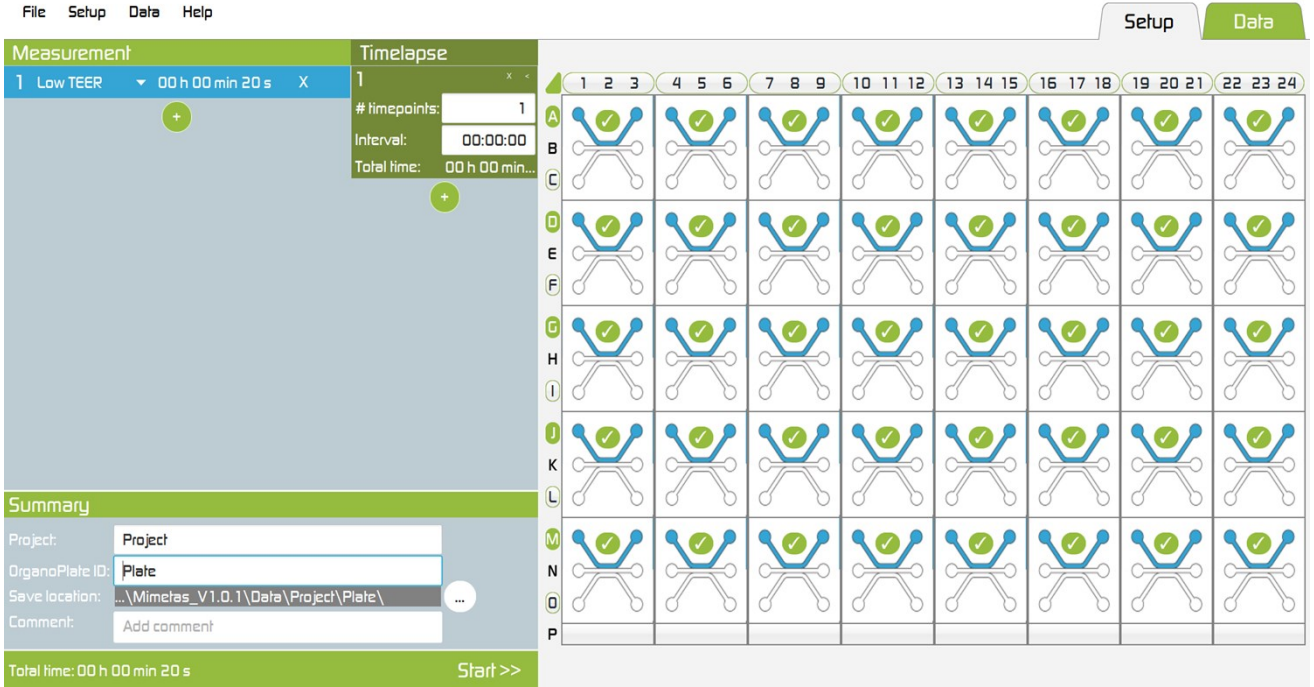 File Setup Data Help
Setup Data
Measurement
1 Low TEER 00 h 00 min 20 s X
+
Timelapse
1 x <
# timepoints: 1
Interval: 00:00:00
Total time: 00 h 00 min...
+
1 2 3 4 5 6 7 8 9 10 11 12 13 14 15 16 17 18 19 20 21 22 23 24
A
B
C
D
E
F
G
H
I
J
K
L
M
N
O
P
Summary
Project: Project
OrganoPlate ID: Plate
Save location: ...\Mimetas_V1.0.1\Data\Project\Plate\ ...
Comment: Add comment
Total time: 00 h 00 min 20 s Start >>